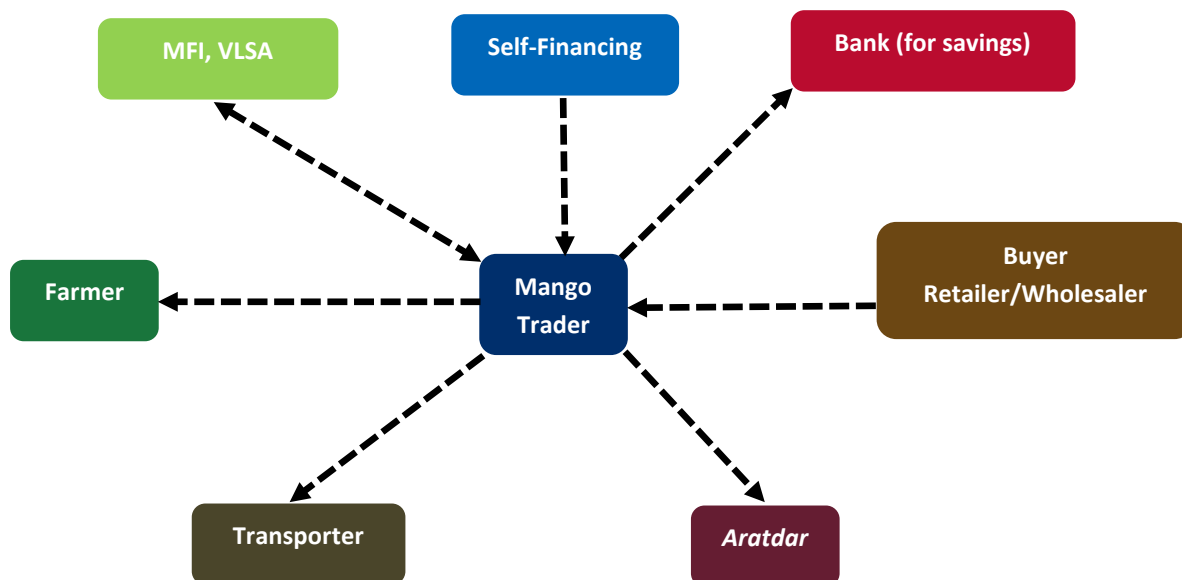 MFI, VLSA
Self-Financing
Bank (for savings)
Farmer
Mango
Trader
Buyer
Retailer/Wholesaler
Transporter
Aratdar